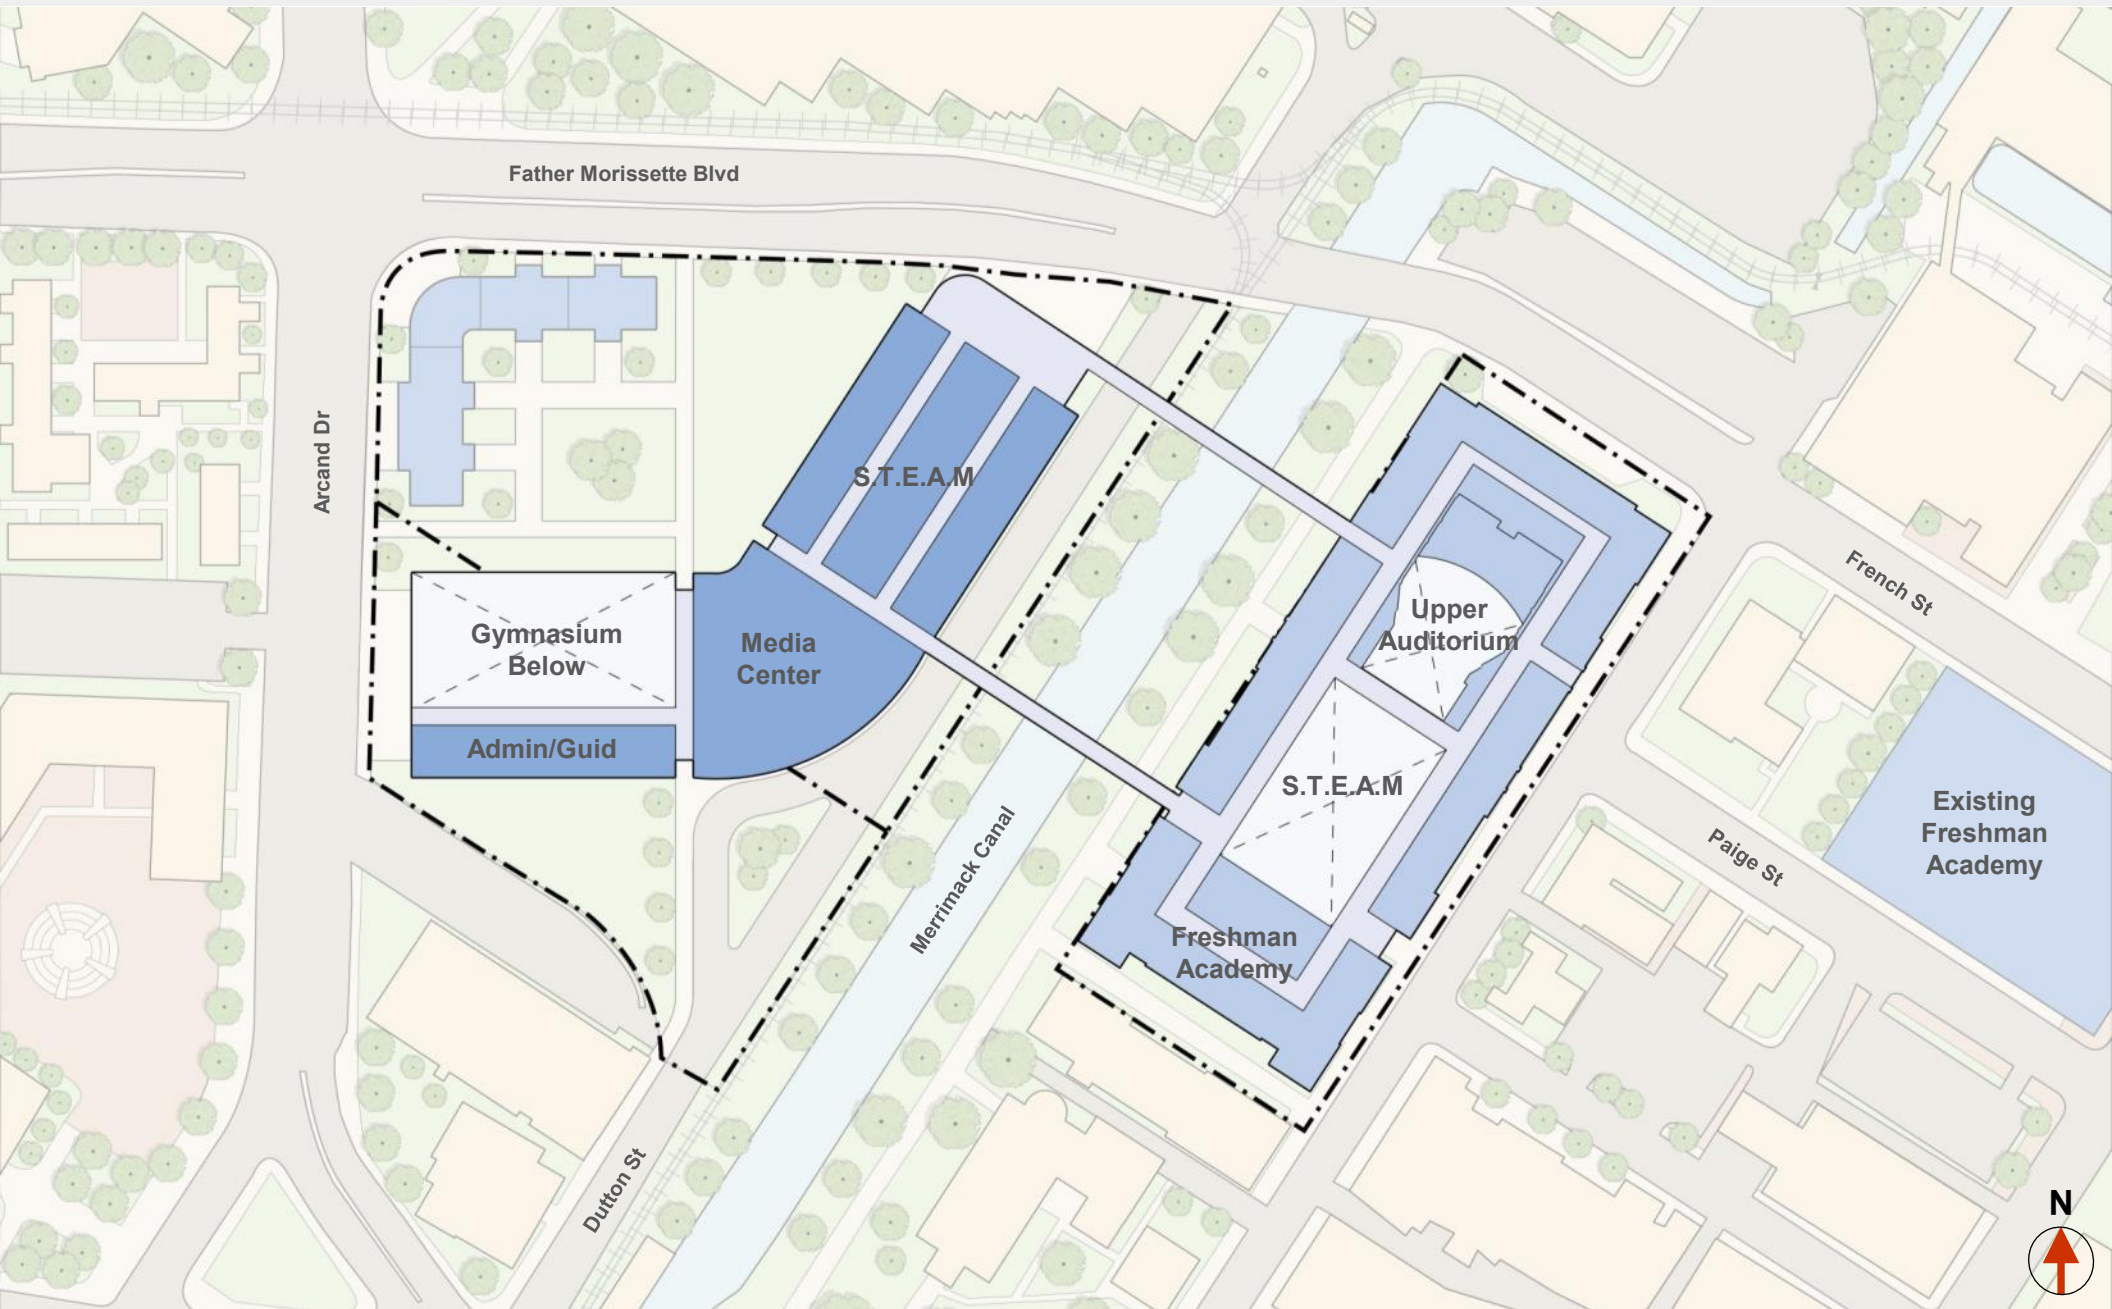 Father Morissette Blvd
Arcand Dr
S.T.E.A.M
French St
Upper
Auditorium
Gymnasium
Below
Media
Center
Admin/Guid
S.T.E.A.M
Merrimack Canal
Paige St
Existing
Freshman
Academy
Freshman
Academy
Dutton St
N